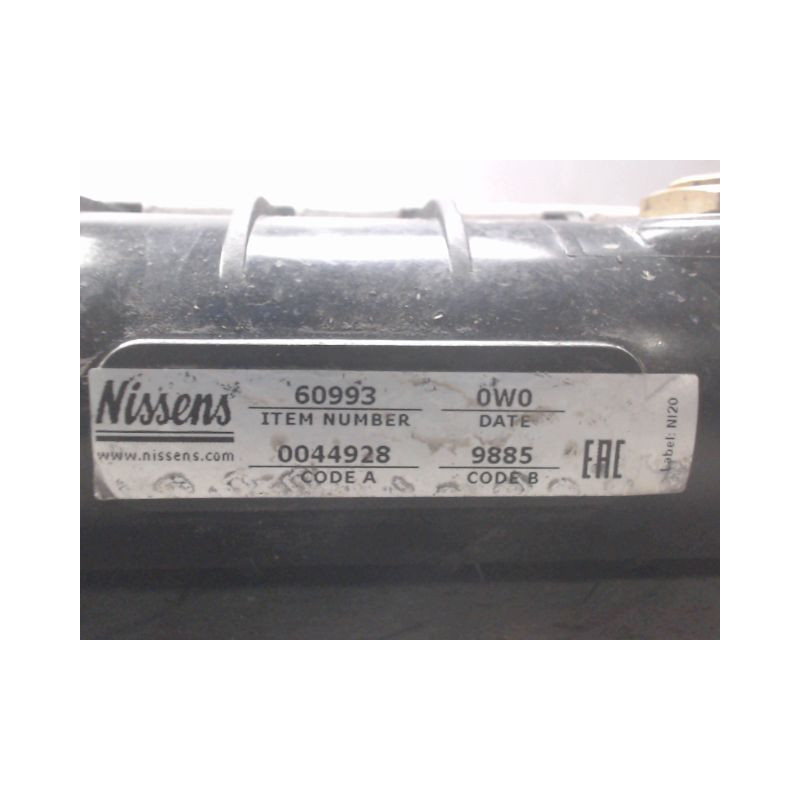 Nissens
www.nissens.com
60993
ITEM NUMBER
0044928
CODE A
0W0
DATE
9885
CODE B
EAC
Label: NI20